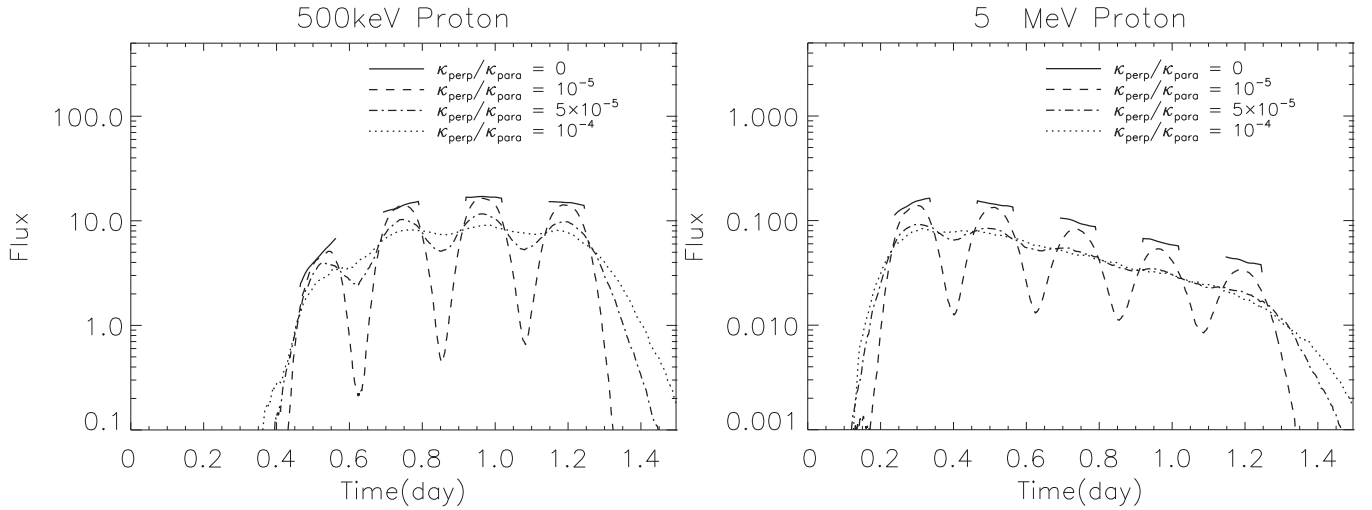 500keV Proton
κperp/κpara = 0
κperp/κpara = 10⁻⁵
κperp/κpara = 5×10⁻⁵
κperp/κpara = 10⁻⁴
100.0
10.0
1.0
0.1
Flux
0 0.2 0.4 0.6 0.8 1.0 1.2 1.4
Time(day)
5 MeV Proton
κperp/κpara = 0
κperp/κpara = 10⁻⁵
κperp/κpara = 5×10⁻⁵
κperp/κpara = 10⁻⁴
1.000
0.100
0.010
0.001
Flux
0 0.2 0.4 0.6 0.8 1.0 1.2 1.4
Time(day)